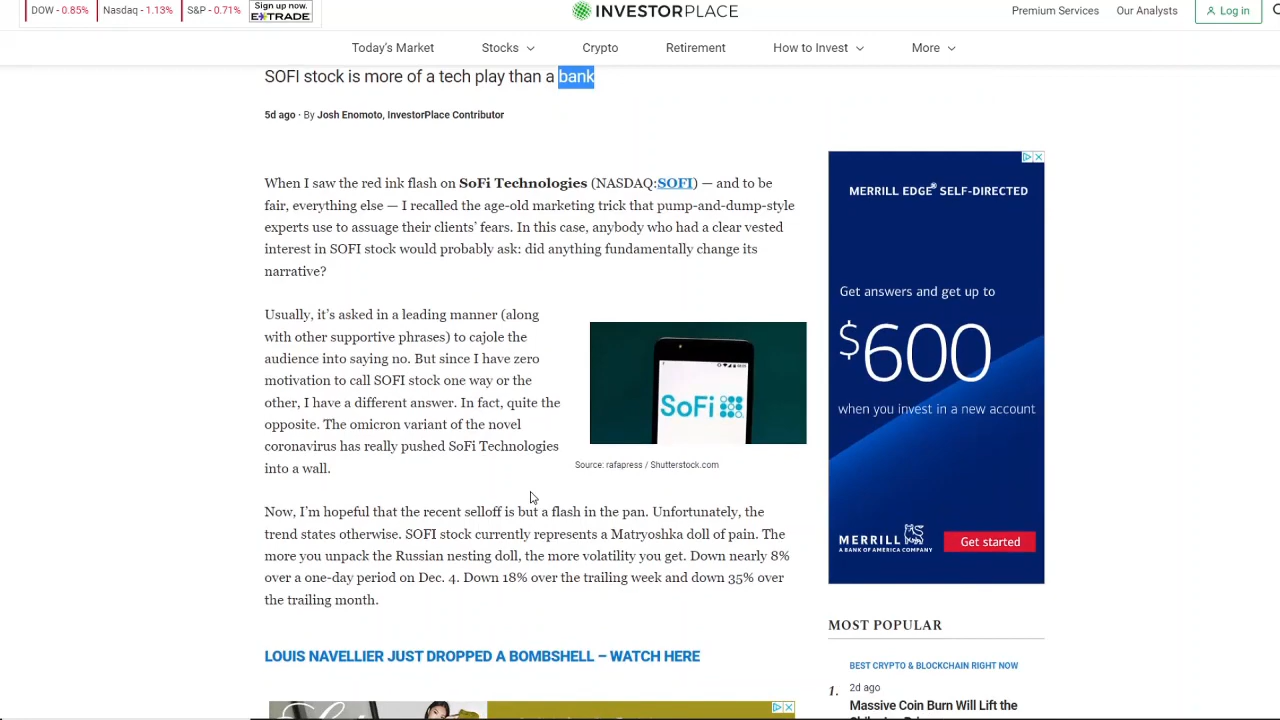 DOW - 0.85% Nasdaq - 1.13% S&P - 0.71% Sign up now. E*TRADE
INVESTORPLACE
Premium Services Our Analysts Log in
Today's Market Stocks Crypto Retirement How to Invest More
SOFI stock is more of a tech play than a bank
5d ago · By Josh Enomoto, InvestorPlace Contributor
When I saw the red ink flash on SoFi Technologies (NASDAQ:SOFI) — and to be
fair, everything else — I recalled the age-old marketing trick that pump-and-dump-style
experts use to assuage their clients' fears. In this case, anybody who had a clear vested
interest in SOFI stock would probably ask: did anything fundamentally change its
narrative?
Usually, it's asked in a leading manner (along
with other supportive phrases) to cajole the
audience into saying no. But since I have zero
motivation to call SOFI stock one way or the
other, I have a different answer. In fact, quite the
opposite. The omicron variant of the novel
coronavirus has really pushed SoFi Technologies
into a wall.
SoFi
Source: rafapress / Shutterstock.com
Now, I'm hopeful that the recent selloff is but a flash in the pan. Unfortunately, the
trend states otherwise. SOFI stock currently represents a Matryoshka doll of pain. The
more you unpack the Russian nesting doll, the more volatility you get. Down nearly 8%
over a one-day period on Dec. 4. Down 18% over the trailing week and down 35% over
the trailing month.
LOUIS NAVELLIER JUST DROPPED A BOMBSHELL – WATCH HERE
MERRILL EDGE® SELF-DIRECTED
Get answers and get up to
$600
when you invest in a new account
MERRILL
A BANK OF AMERICA COMPANY
Get started
MOST POPULAR
BEST CRYPTO & BLOCKCHAIN RIGHT NOW
1. 2d ago
Massive Coin Burn Will Lift the